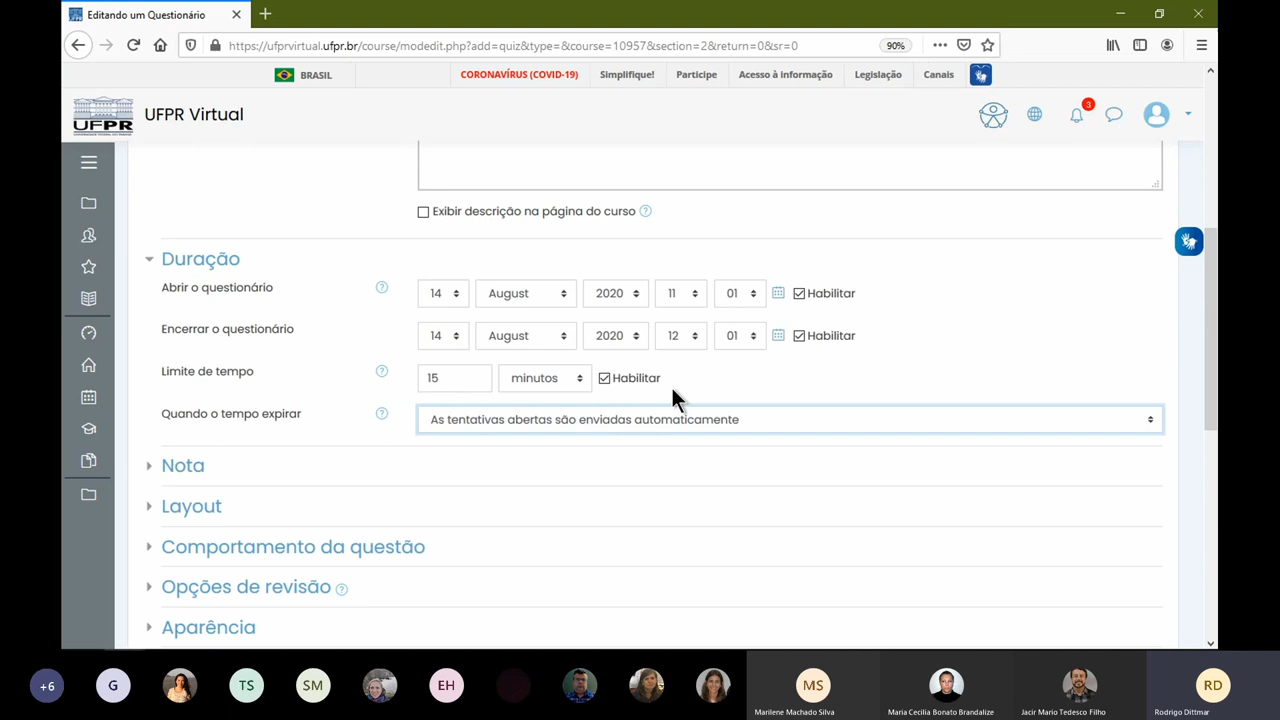 Editando um Questionário
https://ufprvirtual.ufpr.br/course/modedit.php?add=quiz&type=&course=10957&section=2&return=0&sr=0
90%
BRASIL
CORONAVÍRUS (COVID-19)
Simplifique!
Participe
Acesso à informação
Legislação
Canais
UFPR
UFPR Virtual
3
Exibir descrição na página do curso
Duração
Abrir o questionário
14 August 2020 11 01 Habilitar
Encerrar o questionário
14 August 2020 12 01 Habilitar
Limite de tempo
15 minutos Habilitar
Quando o tempo expirar
As tentativas abertas são enviadas automaticamente
Nota
Layout
Comportamento da questão
Opções de revisão
Aparência
+6
G
TS
SM
EH
MS
RD
Marilene Machado Silva
Maria Cecilia Bonato Brandalize
Jacir Mario Tedesco Filho
Rodrigo Dittmar